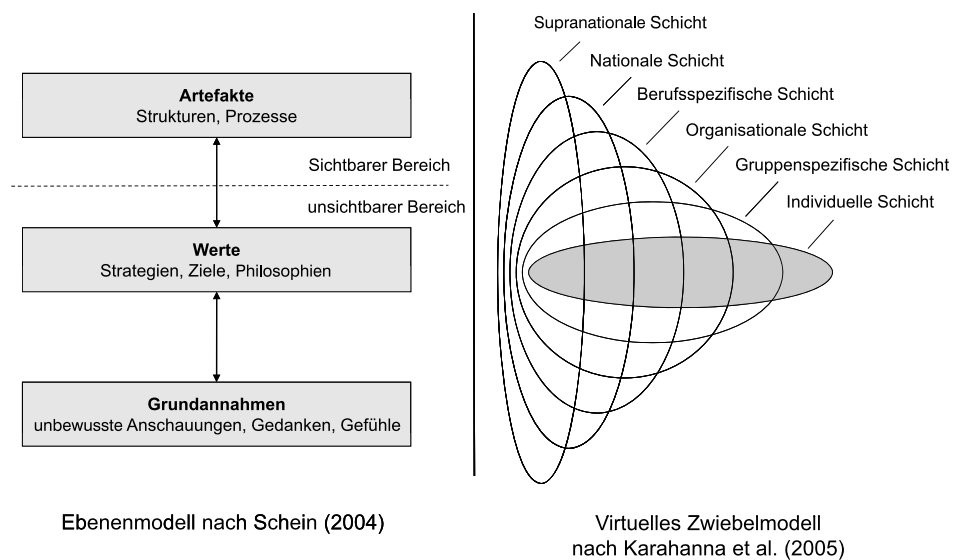 Artefakte
Strukturen, Prozesse
Sichtbarer Bereich
unsichtbarer Bereich
Werte
Strategien, Ziele, Philosophien
Grundannahmen
unbewusste Anschauungen, Gedanken, Gefühle
Ebenenmodell nach Schein (2004)
Supranationale Schicht
Nationale Schicht
Berufsspezifische Schicht
Organisationale Schicht
Gruppenspezifische Schicht
Individuelle Schicht
Virtuelles Zwiebelmodell
nach Karahanna et al. (2005)